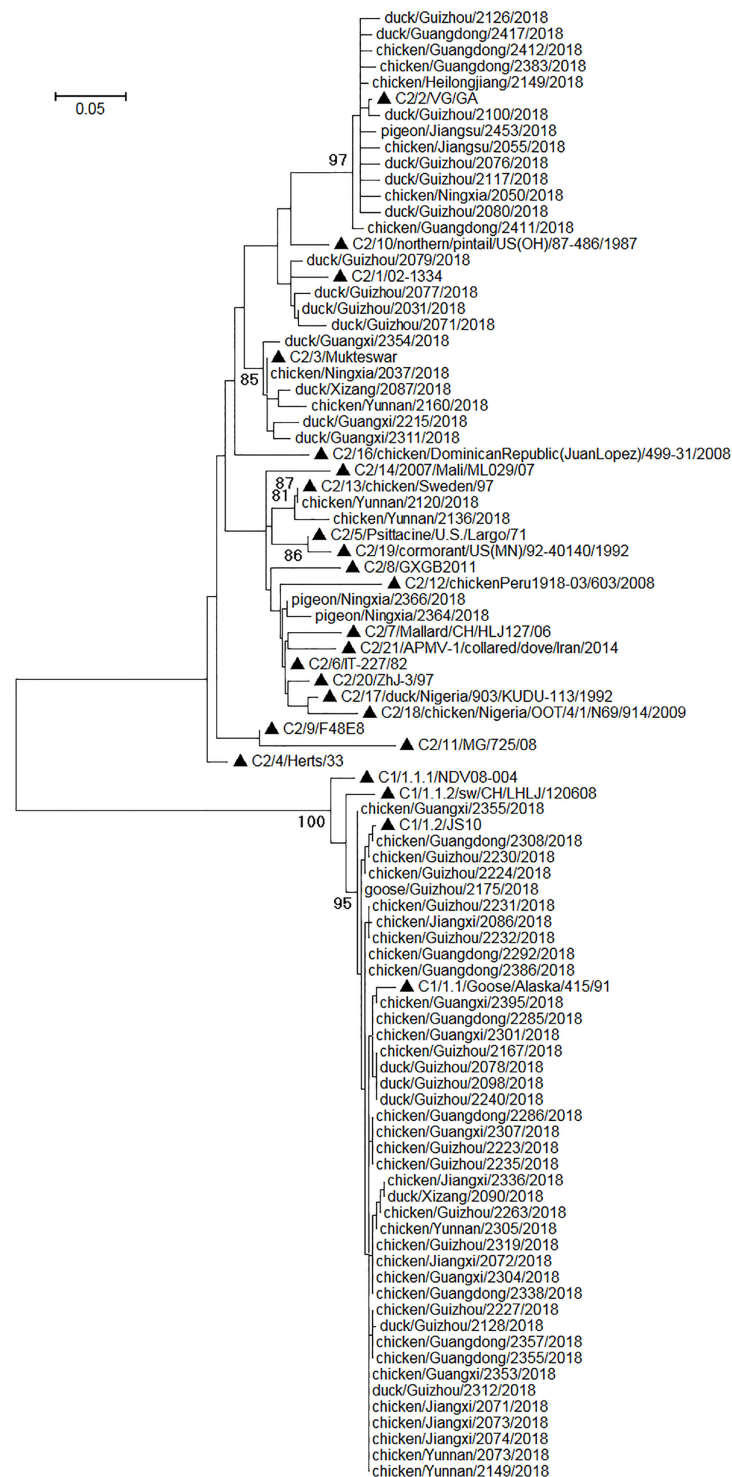 duck/Guizhou/2126/2018
duck/Guangdong/2417/2018
chicken/Guangdong/2412/2018
chicken/Guangdong/2383/2018
chicken/Heilongjiang/2149/2018
0.05
C2/2/VG/GA
duck/Guizhou/2100/2018
pigeon/Jiangsu/2453/2018
chicken/Jiangsu/2055/2018
97
duck/Guizhou/2076/2018
duck/Guizhou/2117/2018
chicken/Ningxia/2050/2018
duck/Guizhou/2080/2018
chicken/Guangdong/2411/2018
C2/10/northern/pintail/US(OH)/87-486/1987
duck/Guizhou/2079/2018
C2/1/02-1334
duck/Guizhou/2077/2018
duck/Guizhou/2031/2018
duck/Guizhou/2071/2018
duck/Guangxi/2354/2018
C2/3/Mukteswar
chicken/Ningxia/2037/2018
85
duck/Xizang/2087/2018
chicken/Yunnan/2160/2018
duck/Guangxi/2215/2018
duck/Guangxi/2311/2018
C2/16/chicken/DominicanRepublic(JuanLopez)/499-31/2008
C2/14/2007/Mali/ML029/07
87
C2/13/chicken/Sweden/97
81
chicken/Yunnan/2120/2018
chicken/Yunnan/2136/2018
C2/5/Psittacine/U.S./Largo/71
86
C2/19/cormorant/US(MN)/92-40140/1992
C2/8/GXGB2011
C2/12/chickenPeru1918-03/603/2008
pigeon/Ningxia/2366/2018
pigeon/Ningxia/2364/2018
C2/7/Mallard/CH/HLJ127/06
C2/21/APMV-1/collared/dove/Iran/2014
C2/6/IT-227/82
C2/20/ZhJ-3/97
C2/17/duck/Nigeria/903/KUDU-113/1992
C2/18/chicken/Nigeria/OOT/4/1/N69/914/2009
C2/9/F48E8
C2/11/MG/725/08
C2/4/Herts/33
C1/1.1.1/NDV08-004
C1/1.1.2/sw/CH/LHLJ/120608
chicken/Guangxi/2355/2018
100
C1/1.2/JS10
chicken/Guangdong/2308/2018
chicken/Guizhou/2230/2018
chicken/Guizhou/2224/2018
goose/Guizhou/2175/2018
95
chicken/Guizhou/2231/2018
chicken/Jiangxi/2086/2018
chicken/Guizhou/2232/2018
chicken/Guangdong/2292/2018
chicken/Guangdong/2386/2018
C1/1.1/Goose/Alaska/415/91
chicken/Guangxi/2395/2018
chicken/Guangdong/2285/2018
chicken/Guangxi/2301/2018
chicken/Guizhou/2167/2018
duck/Guizhou/2078/2018
duck/Guizhou/2098/2018
duck/Guizhou/2240/2018
chicken/Guangdong/2286/2018
chicken/Guangxi/2307/2018
chicken/Guizhou/2223/2018
chicken/Guizhou/2235/2018
chicken/Jiangxi/2336/2018
duck/Xizang/2090/2018
chicken/Guizhou/2263/2018
chicken/Yunnan/2305/2018
chicken/Guizhou/2319/2018
chicken/Jiangxi/2072/2018
chicken/Guangxi/2304/2018
chicken/Guangdong/2338/2018
chicken/Guizhou/2227/2018
duck/Guizhou/2128/2018
chicken/Guangdong/2357/2018
chicken/Guangdong/2355/2018
chicken/Guangxi/2353/2018
duck/Guizhou/2312/2018
chicken/Jiangxi/2071/2018
chicken/Jiangxi/2073/2018
chicken/Jiangxi/2074/2018
chicken/Yunnan/2073/2018
chicken/Yunnan/2149/2018